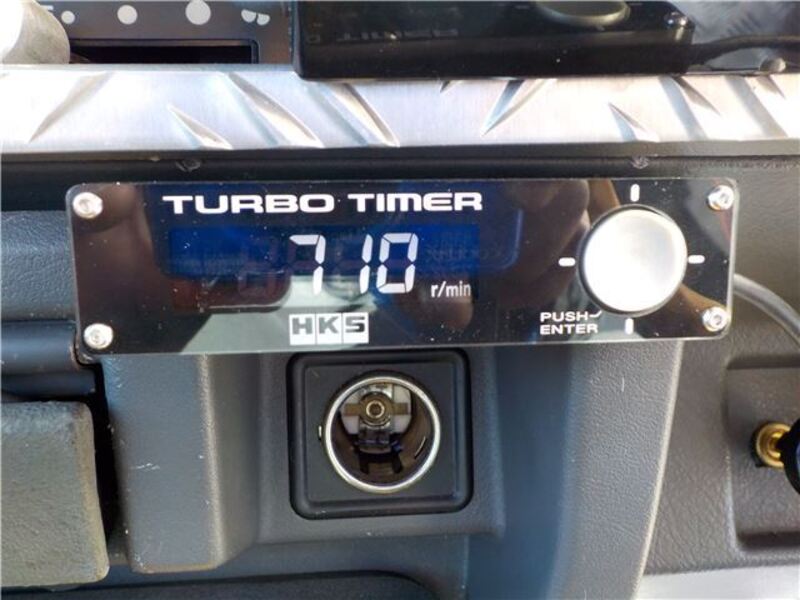 TURBO TIMER
710
r/min
HKS
PUSH
ENTER